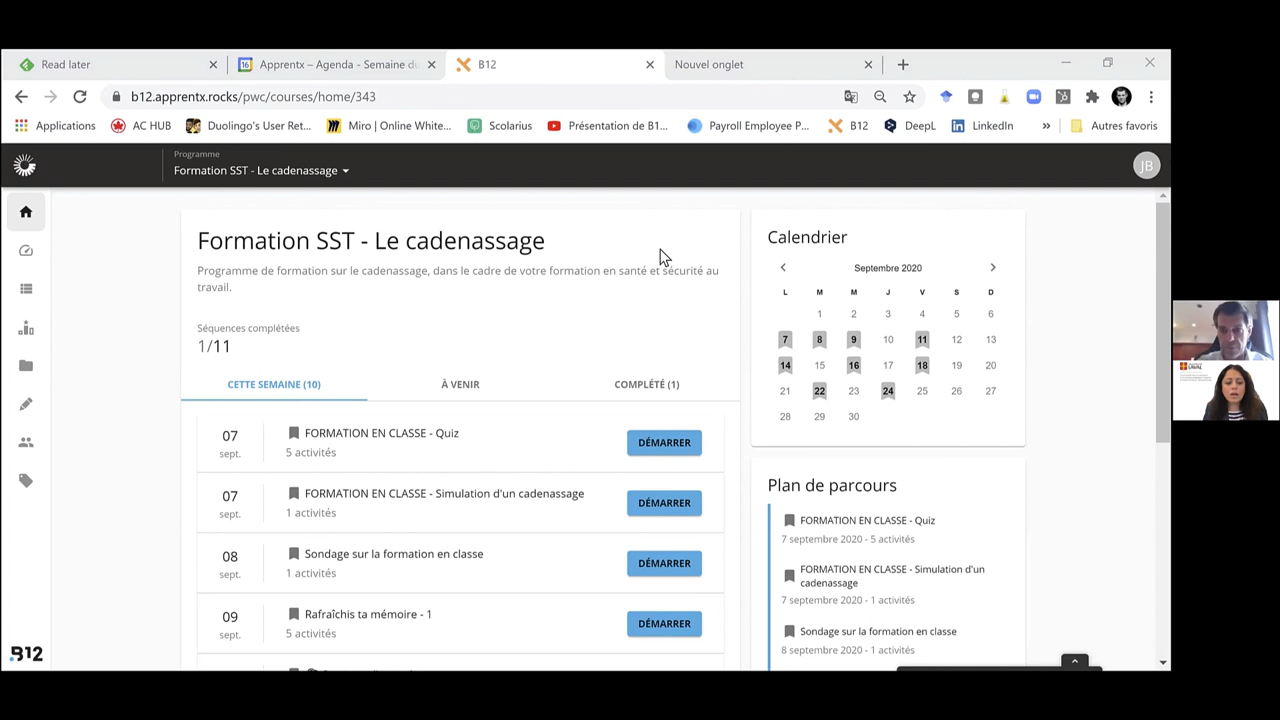 Read later
Apprentx – Agenda - Semaine du
B12
Nouvel onglet
b12.apprentx.rocks/pwc/courses/home/343
Applications
AC HUB
Duolingo's User Ret...
Miro | Online White...
Scolarius
Présentation de B1...
Payroll Employee P...
B12
DeepL
LinkedIn
»
Autres favoris
Programme
Formation SST - Le cadenassage
JB
Formation SST - Le cadenassage
Programme de formation sur le cadenassage, dans le cadre de votre formation en santé et sécurité au
travail.
Séquences complétées
1/11
CETTE SEMAINE (10)
À VENIR
COMPLÉTÉ (1)
07
sept.
FORMATION EN CLASSE - Quiz
5 activités
DÉMARRER
07
sept.
FORMATION EN CLASSE - Simulation d'un cadenassage
1 activités
DÉMARRER
08
sept.
Sondage sur la formation en classe
1 activités
DÉMARRER
09
sept.
Rafraîchis ta mémoire - 1
5 activités
DÉMARRER
Calendrier
Septembre 2020
L M M J V S D
1 2 3 4 5 6
7 8 9 10 11 12 13
14 15 16 17 18 19 20
21 22 23 24 25 26 27
28 29 30
Plan de parcours
FORMATION EN CLASSE - Quiz
7 septembre 2020 - 5 activités
FORMATION EN CLASSE - Simulation d'un
cadenassage
7 septembre 2020 - 1 activités
Sondage sur la formation en classe
8 septembre 2020 - 1 activités
.B12
LAVAL